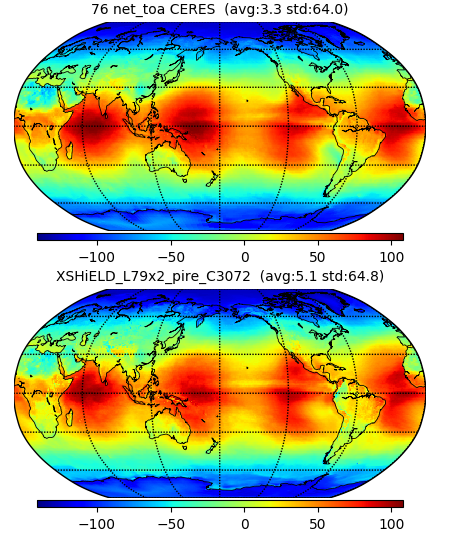 76 net_toa CERES  (avg:3.3 std:64.0)
−100 −50 0 50 100
XSHiELD_L79x2_pire_C3072  (avg:5.1 std:64.8)
−100 −50 0 50 100